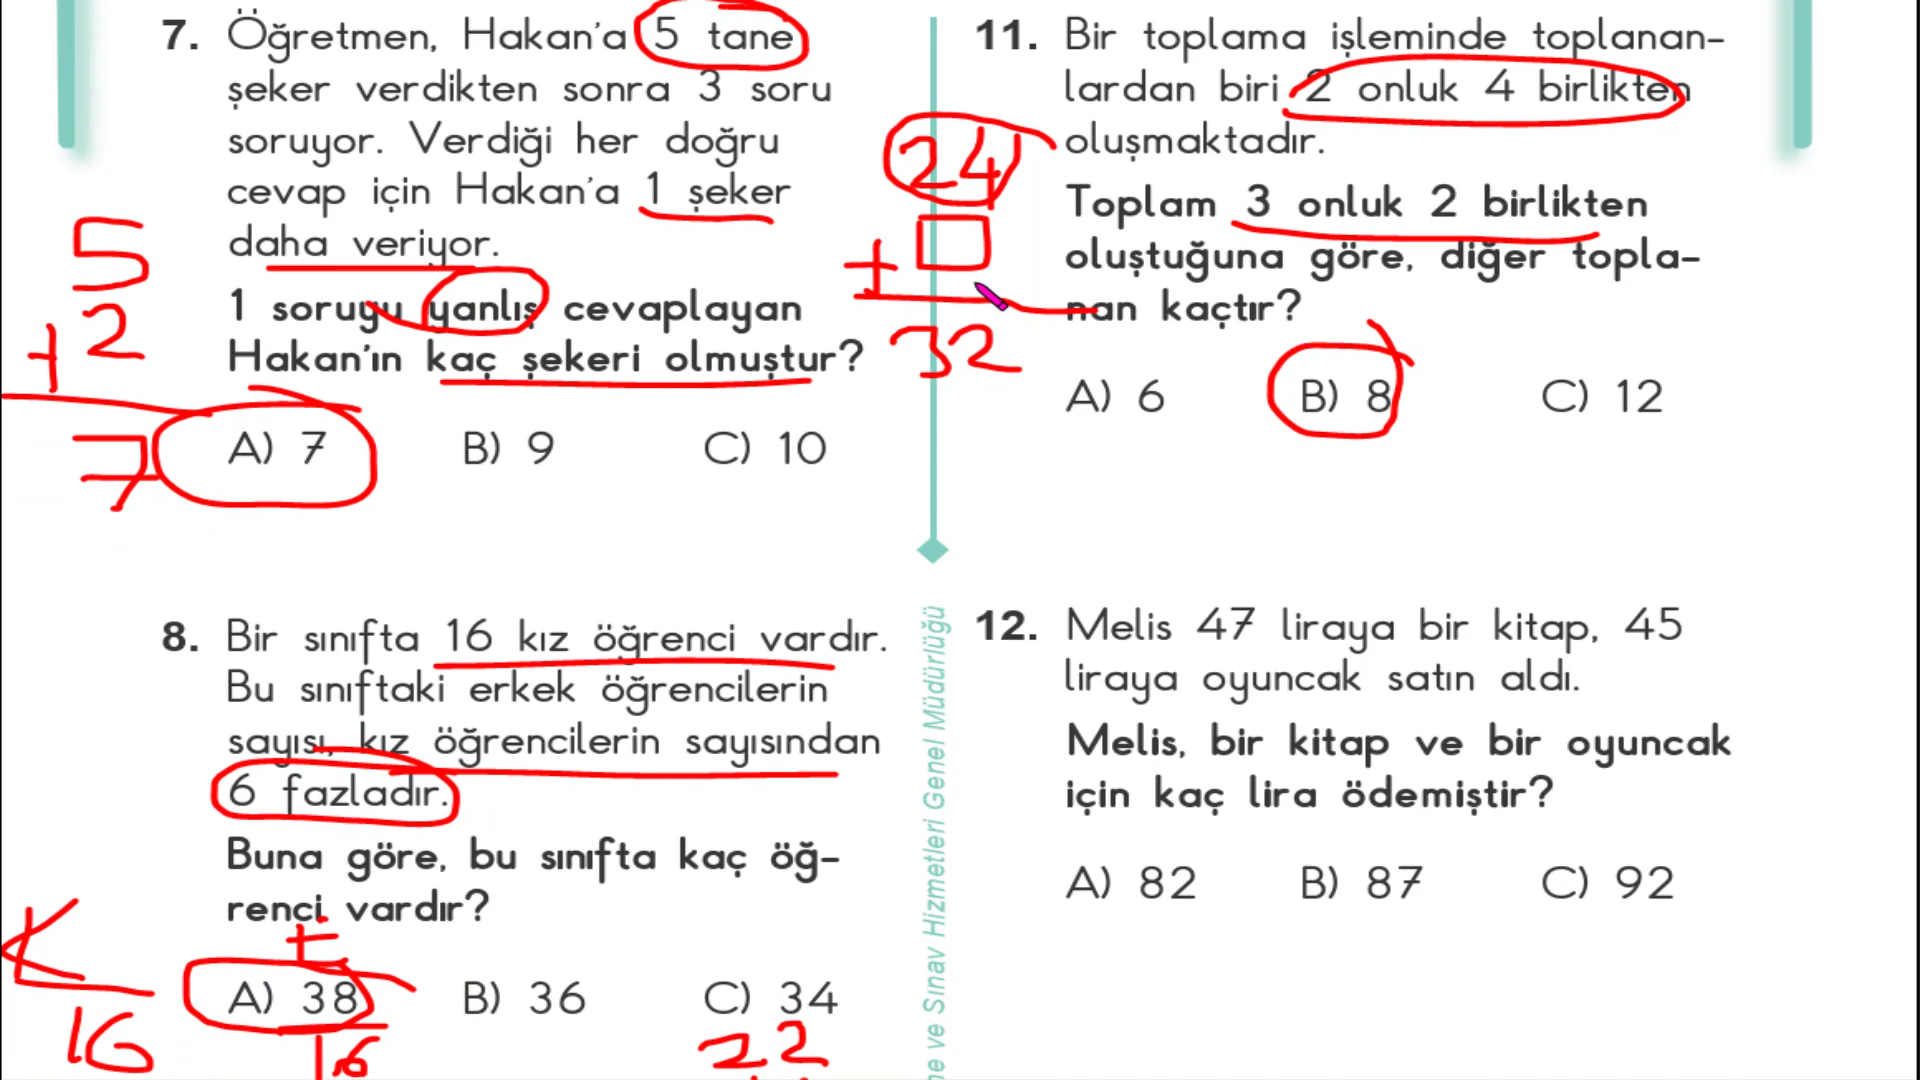 7. Öğretmen, Hakan'a 5 tane
şeker verdikten sonra 3 soru
soruyor. Verdiği her doğru
cevap için Hakan'a 1 şeker
daha veriyor.
1 soruyu yanlış cevaplayan
Hakan'ın kaç şekeri olmuştur?
A) 7 B) 9 C) 10
5
+2
7
8. Bir sınıfta 16 kız öğrenci vardır.
Bu sınıftaki erkek öğrencilerin
sayısı, kız öğrencilerin sayısından
6 fazladır.
Buna göre, bu sınıfta kaç öğ-
renci vardır?
A) 38 B) 36 C) 34
K
16
16
22
11. Bir toplama işleminde toplanan-
lardan biri 2 onluk 4 birlikten
oluşmaktadır.
Toplam 3 onluk 2 birlikten
oluştuğuna göre, diğer topla-
nan kaçtır?
A) 6 B) 8 C) 12
24
+
32
12. Melis 47 liraya bir kitap, 45
liraya oyuncak satın aldı.
Melis, bir kitap ve bir oyuncak
için kaç lira ödemiştir?
A) 82 B) 87 C) 92
me ve Sınav Hizmetleri Genel Müdürlüğü